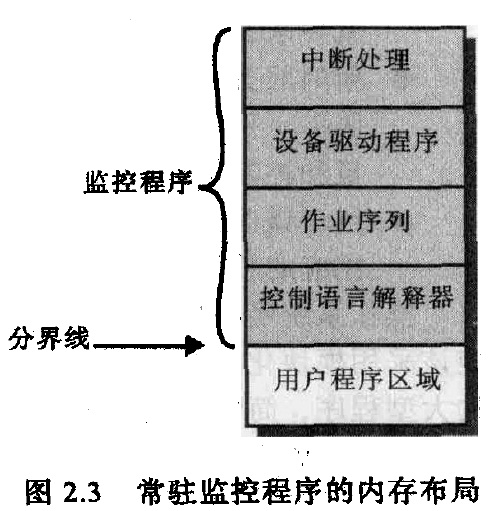 中断处理
设备驱动程序
监控程序
作业序列
控制语言解释器
分界线
用户程序区域
图 2.3 常驻监控程序的内存布局